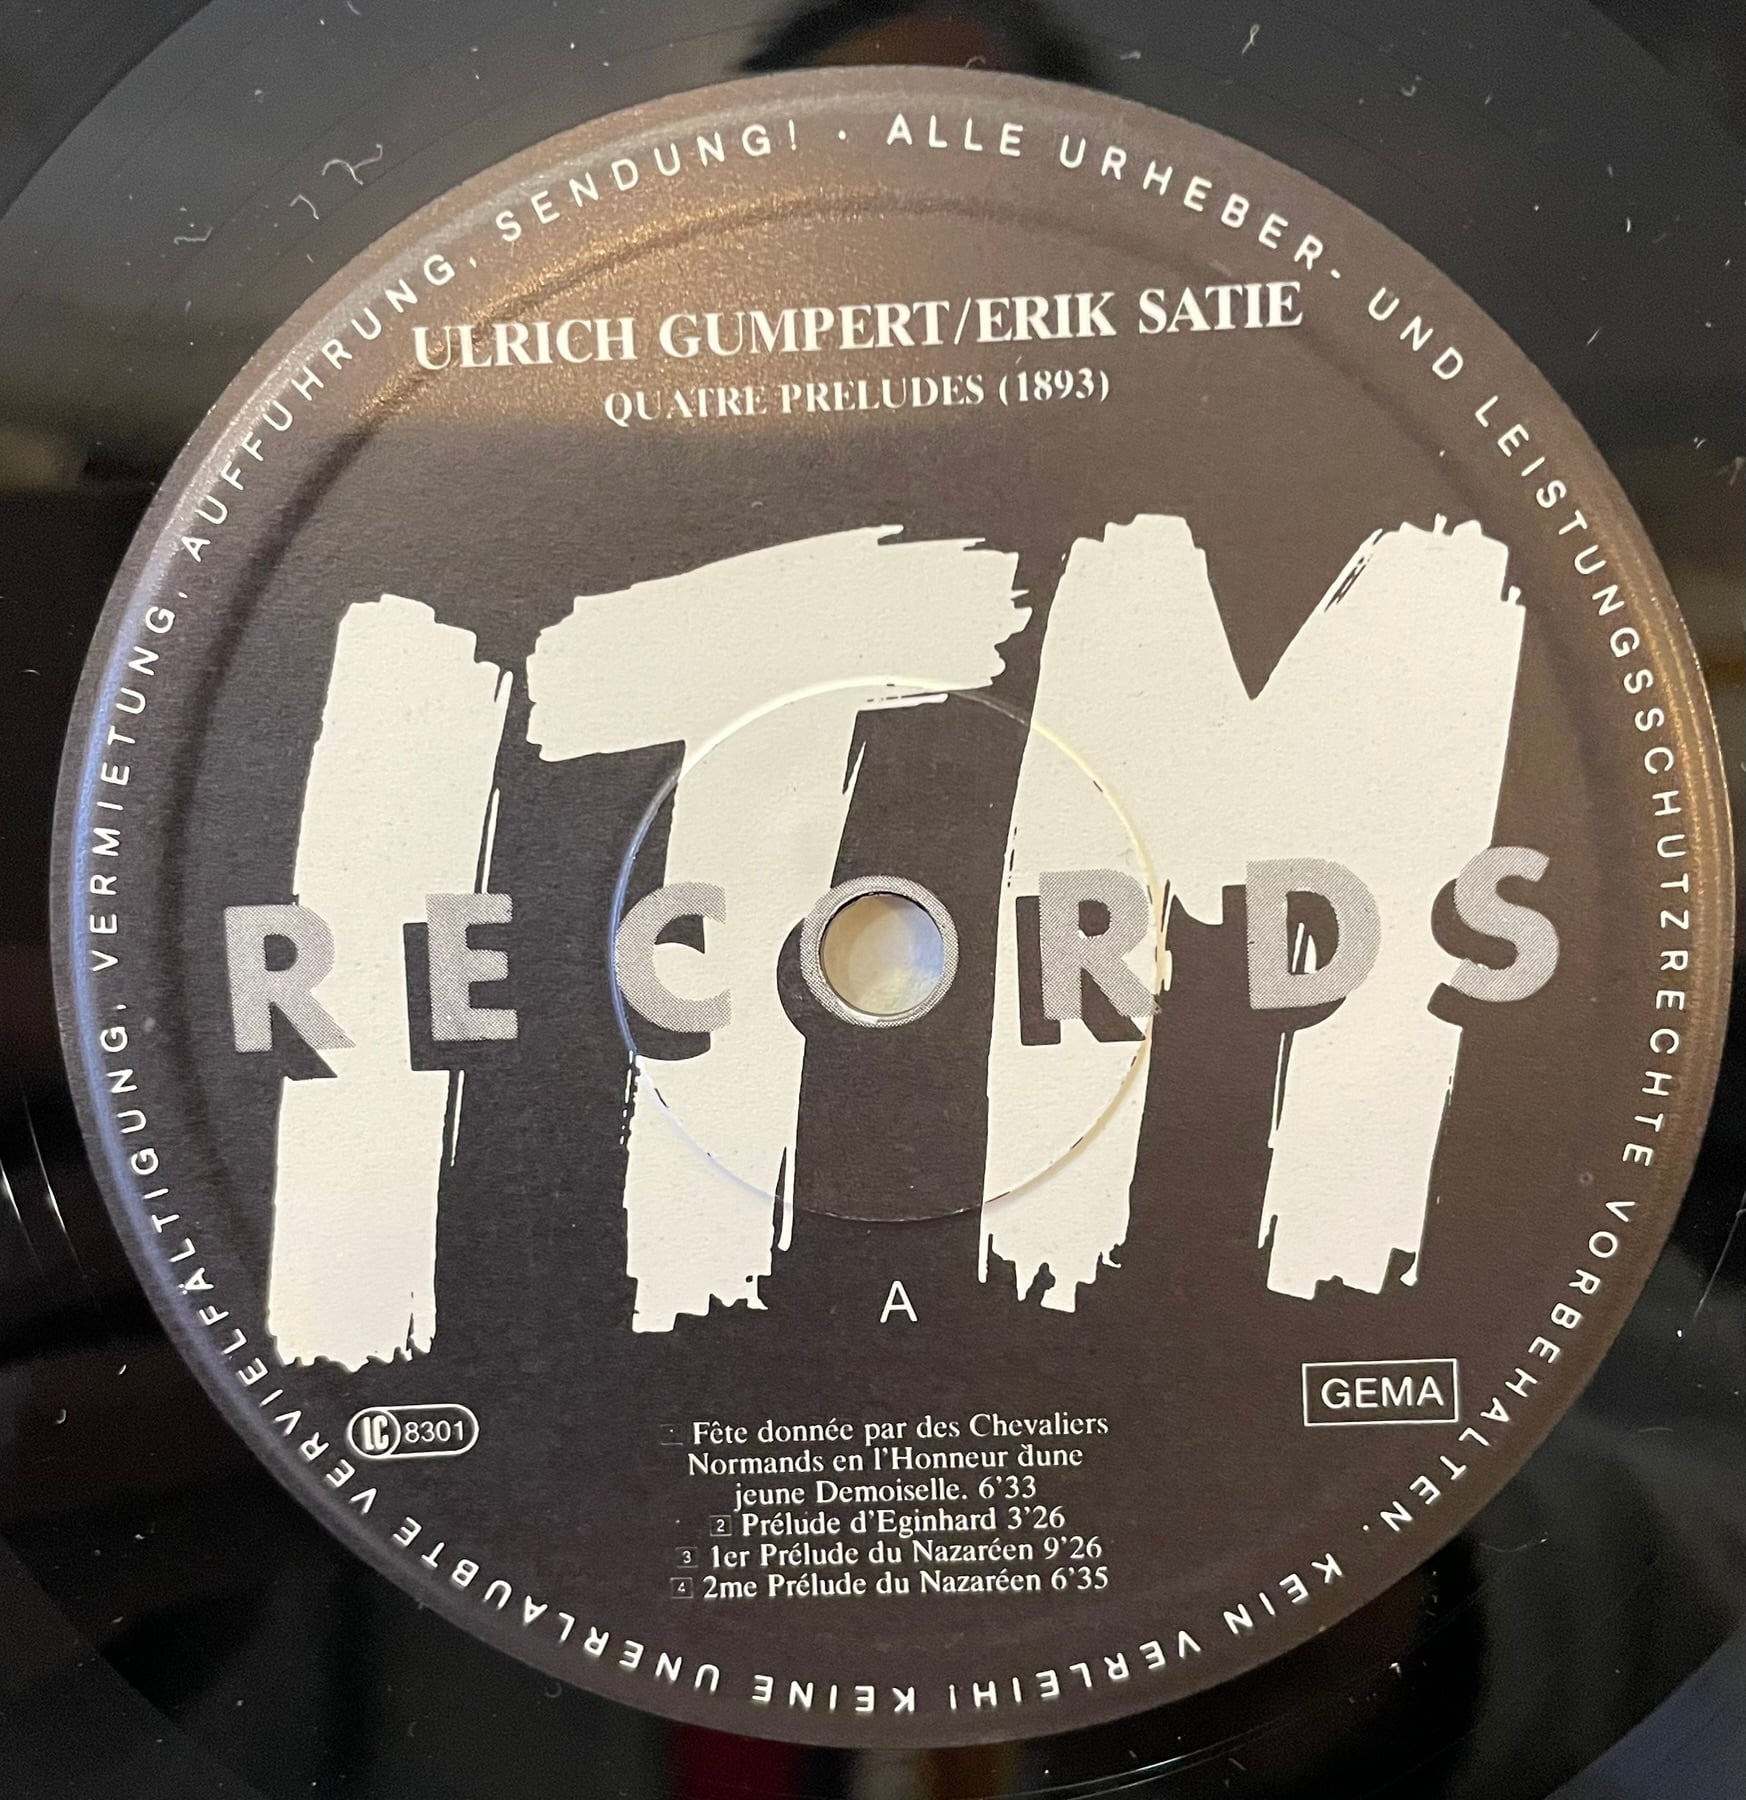 ALLE URHEBER- UND LEISTUNGSSCHUTZRECHTE VORBEHALTEN. KEIN VERLEIH! KEINE UNERLAUBTE VERVIELFÄLTIGUNG, VERMIETUNG, AUFFÜHRUNG, SENDUNG! ·
ULRICH GUMPERT/ERIK SATIE
QUATRE PRELUDES (1893)
ITM
RECORDS
A
LC 8301
GEMA
Fête donnée par des Chevaliers
Normands en l'Honneur d'une
jeune Demoiselle. 6'33
2 Prélude d'Eginhard 3'26
3 1er Prélude du Nazaréen 9'26
4 2me Prélude du Nazaréen 6'35